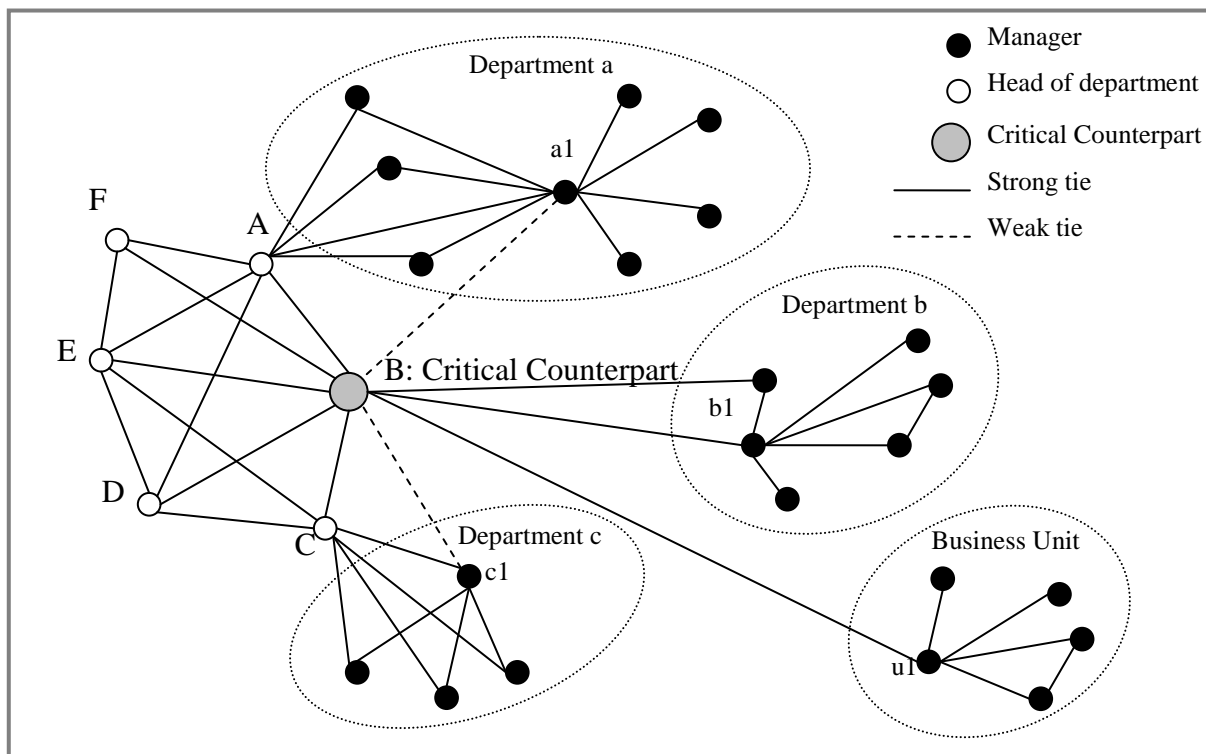 Department a
Manager
Head of department
Critical Counterpart
Strong tie
Weak tie
a1
F
A
Department b
E
B: Critical Counterpart
b1
D
C
Department c
c1
Business Unit
u1